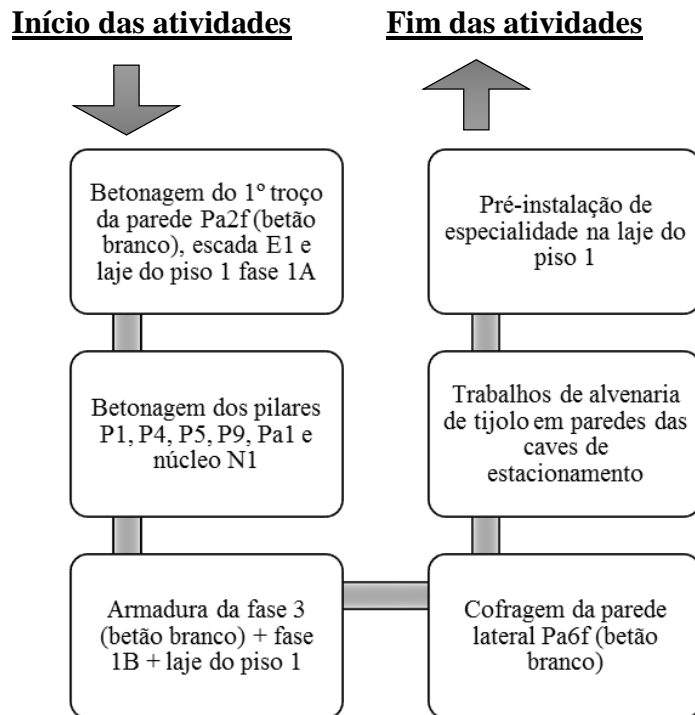 Início das atividades
Fim das atividades
Betonagem do 1º troço
da parede Pa2f (betão
branco), escada E1 e
laje do piso 1 fase 1A
Betonagem dos pilares
P1, P4, P5, P9, Pa1 e
núcleo N1
Armadura da fase 3
(betão branco) + fase
1B + laje do piso 1
Cofragem da parede
lateral Pa6f (betão
branco)
Trabalhos de alvenaria
de tijolo em paredes das
caves de
estacionamento
Pré-instalação de
especialidade na laje do
piso 1